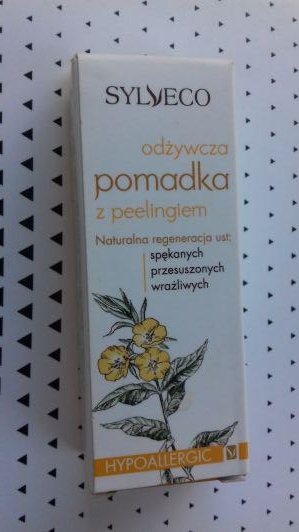 SYLVECO
odżywcza
pomadka
z peelingiem
Naturalna regeneracja ust:
spękanych
przesuszonych
wrażliwych
HYPOALLERGIC